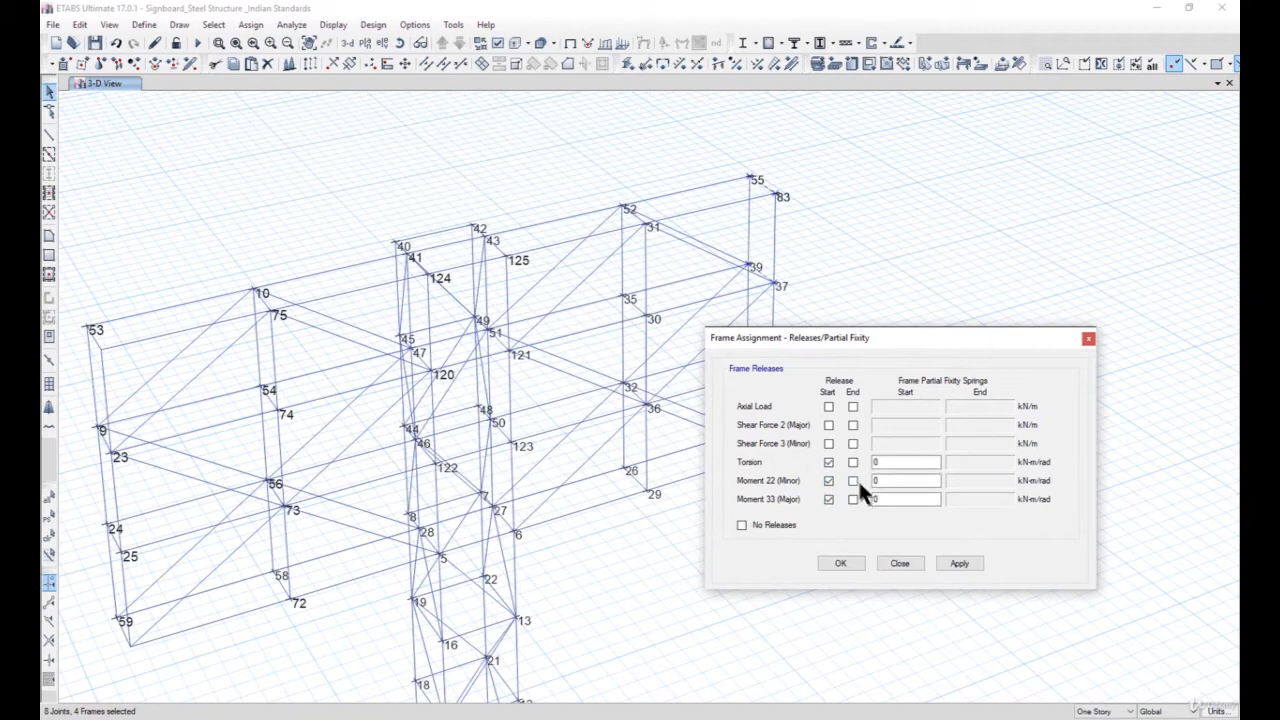 ETABS Ultimate 17.0.1 - Signboard_Steel Structure _Indian Standards
File Edit View Define Draw Select Assign Analyze Display Design Options Tools Help
3-d
nd
3-D View
55
83
52
31
42
43
40
41
125
124
39
37
10
75
35
30
53
49
51
45
47
121
120
32
36
54
74
48
50
9
44
46
123
23
122
26
56
29
7
73
27
8
24
28
6
25
5
58
22
72
19
59
13
16
21
18
Frame Assignment - Releases/Partial Fixity
Frame Releases
Release Frame Partial Fixity Springs
Start End Start End
Axial Load kN/m
Shear Force 2 (Major) kN/m
Shear Force 3 (Minor) kN/m
Torsion 0 kN-m/rad
Moment 22 (Minor) 0 kN-m/rad
Moment 33 (Major) 0 kN-m/rad
No Releases
OK Close Apply
8 Joints, 4 Frames selected
One Story Global Units...